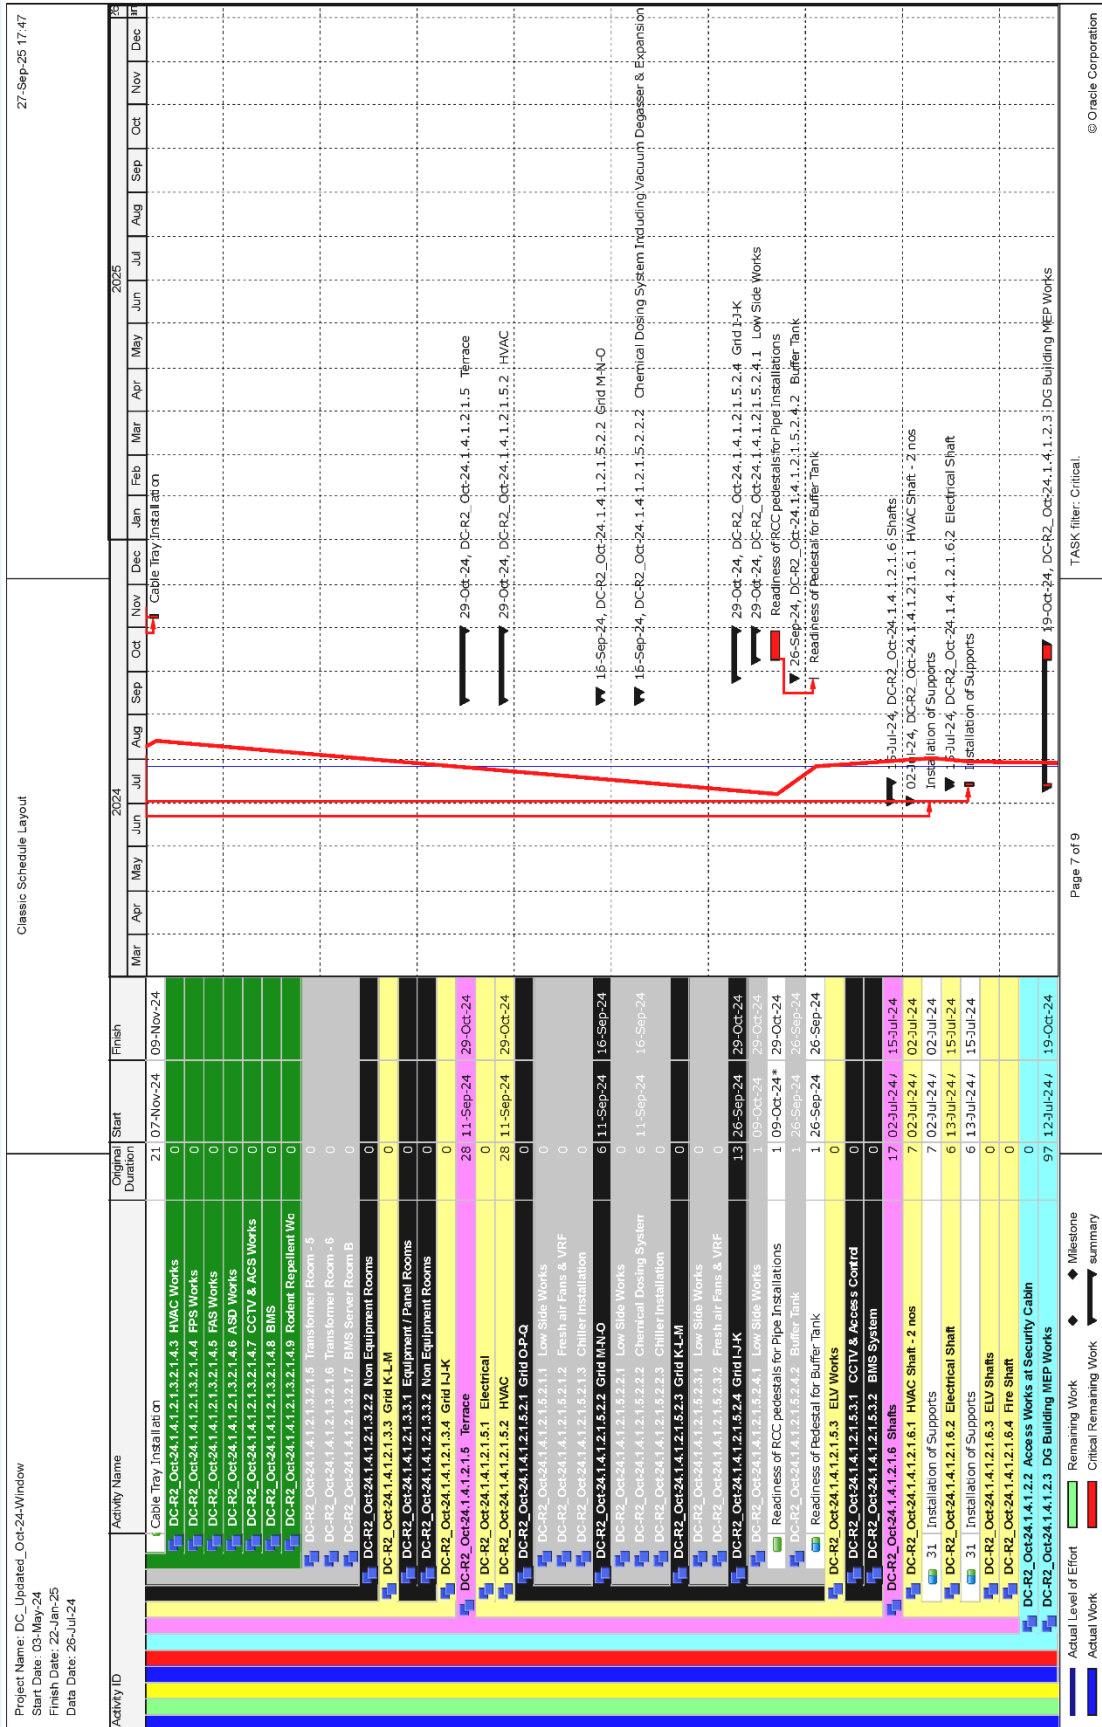 Project Name: DC_Updated_Oct-24-Window
Start Date: 03-May-24
Finish Date: 22-Jan-25
Data Date: 26-Jul-24
Classic Schedule Layout
27-Sep-25 17:47
Activity ID Activity Name Original Duration Start Finish
2024 2025
Mar Apr May Jun Jul Aug Sep Oct Nov Dec Jan Feb Mar Apr May Jun Jul Aug Sep Oct Nov Dec
Cable Tray Installation 21 07-Nov-24 09-Nov-24 Cable Tray Installation
DC-R2_Oct-24.1.4.1.2.1.3.2.1.4.3 HVAC Works 0
DC-R2_Oct-24.1.4.1.2.1.3.2.1.4.4 FPS Works 0
DC-R2_Oct-24.1.4.1.2.1.3.2.1.4.5 FAS Works 0
DC-R2_Oct-24.1.4.1.2.1.3.2.1.4.6 ASD Works 0
DC-R2_Oct-24.1.4.1.2.1.3.2.1.4.7 CCTV & ACS Works 0
DC-R2_Oct-24.1.4.1.2.1.3.2.1.4.8 BMS 0
DC-R2_Oct-24.1.4.1.2.1.3.2.1.4.9 Rodent Repellent Wo 0
DC-R2_Oct-24.1.4.1.2.1.3.2.1.5 Transformer Room - 5 0
DC-R2_Oct-24.1.4.1.2.1.3.2.1.6 Transformer Room - 6 0
DC-R2_Oct-24.1.4.1.2.1.3.2.1.7 BMS Server Room B 0
DC-R2_Oct-24.1.4.1.2.1.3.2.2 Non Equipment Rooms 0
DC-R2_Oct-24.1.4.1.2.1.3.3 Grid K-L-M 0
DC-R2_Oct-24.1.4.1.2.1.3.3.1 Equipment / Panel Rooms 0
DC-R2_Oct-24.1.4.1.2.1.3.3.2 Non Equipment Rooms 0
DC-R2_Oct-24.1.4.1.2.1.3.4 Grid I-J-K 0
DC-R2_Oct-24.1.4.1.2.1.5 Terrace 28 11-Sep-24 29-Oct-24 29-Oct-24, DC-R2_Oct-24.1.4.1.2.1.5 Terrace
DC-R2_Oct-24.1.4.1.2.1.5.1 Electrical 0
DC-R2_Oct-24.1.4.1.2.1.5.2 HVAC 28 11-Sep-24 29-Oct-24 29-Oct-24, DC-R2_Oct-24.1.4.1.2.1.5.2 HVAC
DC-R2_Oct-24.1.4.1.2.1.5.2.1 Grid O-P-Q 0
DC-R2_Oct-24.1.4.1.2.1.5.2.1.1 Low Side Works 0
DC-R2_Oct-24.1.4.1.2.1.5.2.1.2 Fresh air Fans & VRF 0
DC-R2_Oct-24.1.4.1.2.1.5.2.1.3 Chiller Installation 0
DC-R2_Oct-24.1.4.1.2.1.5.2.2 Grid M-N-O 6 11-Sep-24 16-Sep-24 16-Sep-24, DC-R2_Oct-24.1.4.1.2.1.5.2.2 Grid M-N-O
DC-R2_Oct-24.1.4.1.2.1.5.2.2.1 Low Side Works 0
DC-R2_Oct-24.1.4.1.2.1.5.2.2.2 Chemical Dosing System 6 11-Sep-24 16-Sep-24 16-Sep-24, DC-R2_Oct-24.1.4.1.2.1.5.2.2.2 Chemical Dosing System Including Vacuum Degasser & Expansion
DC-R2_Oct-24.1.4.1.2.1.5.2.2.3 Chiller Installation 0
DC-R2_Oct-24.1.4.1.2.1.5.2.3 Grid K-L-M 0
DC-R2_Oct-24.1.4.1.2.1.5.2.3.1 Low Side Works 0
DC-R2_Oct-24.1.4.1.2.1.5.2.3.2 Fresh air Fans & VRF 0
DC-R2_Oct-24.1.4.1.2.1.5.2.4 Grid I-J-K 13 26-Sep-24 29-Oct-24 29-Oct-24, DC-R2_Oct-24.1.4.1.2.1.5.2.4 Grid I-J-K
DC-R2_Oct-24.1.4.1.2.1.5.2.4.1 Low Side Works 1 09-Oct-24 29-Oct-24 29-Oct-24, DC-R2_Oct-24.1.4.1.2.1.5.2.4.1 Low Side Works
Readiness of RCC pedestals for Pipe Installations 1 09-Oct-24* 29-Oct-24 Readiness of RCC pedestals for Pipe Installations
DC-R2_Oct-24.1.4.1.2.1.5.2.4.2 Buffer Tank 1 26-Sep-24 26-Sep-24 26-Sep-24, DC-R2_Oct-24.1.4.1.2.1.5.2.4.2 Buffer Tank
Readiness of Pedestal for Buffer Tank 1 26-Sep-24 26-Sep-24 Readiness of Pedestal for Buffer Tank
DC-R2_Oct-24.1.4.1.2.1.5.3 ELV Works 0
DC-R2_Oct-24.1.4.1.2.1.5.3.1 CCTV & Access Control 0
DC-R2_Oct-24.1.4.1.2.1.5.3.2 BMS System 0
DC-R2_Oct-24.1.4.1.2.1.6 Shafts 17 02-Jul-24 A 15-Jul-24 15-Jul-24, DC-R2_Oct-24.1.4.1.2.1.6 Shafts
DC-R2_Oct-24.1.4.1.2.1.6.1 HVAC Shaft - 2 nos 7 02-Jul-24 A 02-Jul-24 02-Jul-24, DC-R2_Oct-24.1.4.1.2.1.6.1 HVAC Shaft - 2 nos
31 Installation of Supports 7 02-Jul-24 A 02-Jul-24 Installation of Supports
DC-R2_Oct-24.1.4.1.2.1.6.2 Electrical Shaft 6 13-Jul-24 A 15-Jul-24 15-Jul-24, DC-R2_Oct-24.1.4.1.2.1.6.2 Electrical Shaft
31 Installation of Supports 6 13-Jul-24 A 15-Jul-24 Installation of Supports
DC-R2_Oct-24.1.4.1.2.1.6.3 ELV Shafts 0
DC-R2_Oct-24.1.4.1.2.1.6.4 Fire Shaft 0
DC-R2_Oct-24.1.4.1.2.2 Access Works at Security Cabin 0
DC-R2_Oct-24.1.4.1.2.3 DG Building MEP Works 97 12-Jul-24 A 19-Oct-24 19-Oct-24, DC-R2_Oct-24.1.4.1.2.3 DG Building MEP Works
Actual Level of Effort Remaining Work Milestone
Actual Work Critical Remaining Work summary
Page 7 of 9
TASK filter: Critical.
© Oracle Corporation